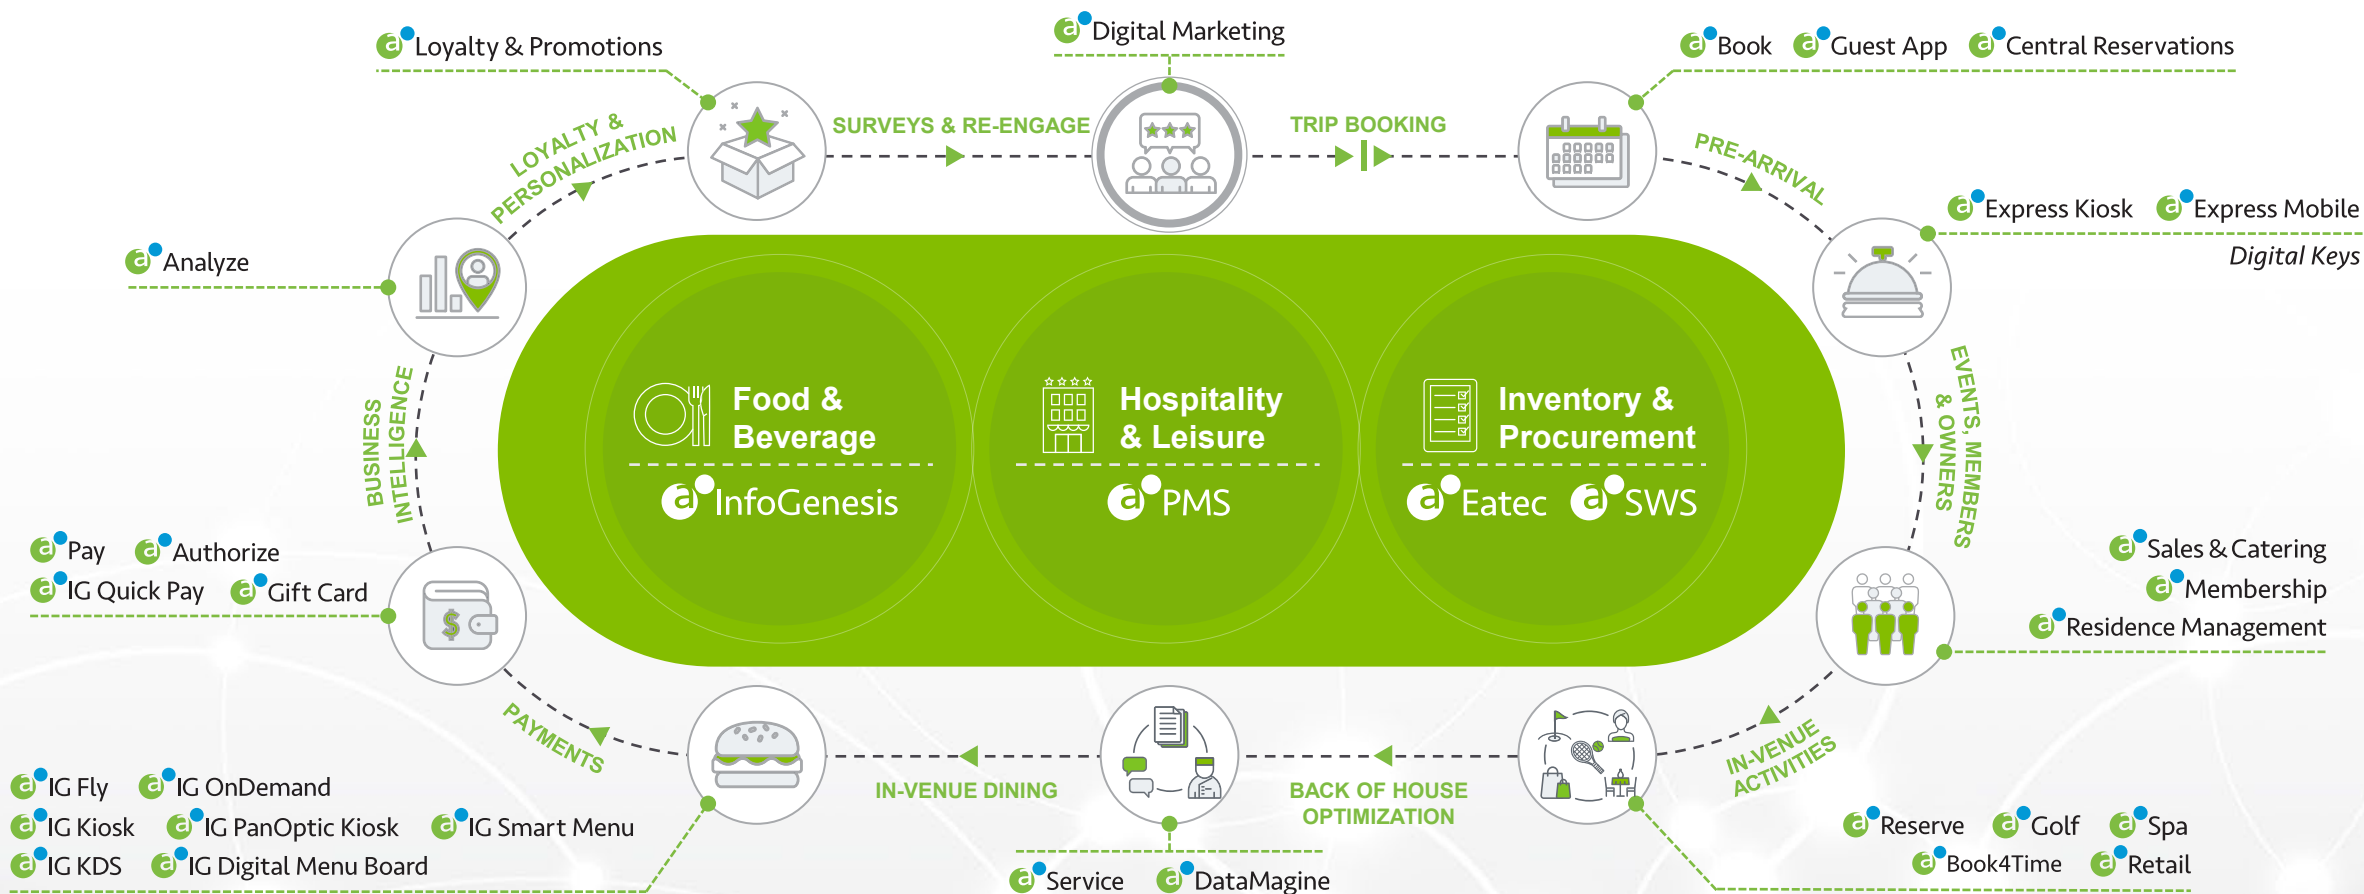 Loyalty & Promotions
Digital Marketing
Book Guest App Central Reservations
LOYALTY &
PERSONALIZATION
SURVEYS & RE-ENGAGE
TRIP BOOKING
PRE-ARRIVAL
Express Kiosk Express Mobile
Digital Keys
Analyze
Food &
Beverage
InfoGenesis
Hospitality
& Leisure
PMS
Inventory &
Procurement
Eatec SWS
EVENTS, MEMBERS
& OWNERS
BUSINESS
INTELLIGENCE
Pay Authorize
IG Quick Pay Gift Card
Sales & Catering
Membership
Residence Management
PAYMENTS
IN-VENUE DINING
BACK OF HOUSE
OPTIMIZATION
IN-VENUE
ACTIVITIES
IG Fly IG OnDemand
IG Kiosk IG PanOptic Kiosk IG Smart Menu
IG KDS IG Digital Menu Board
Service DataMagine
Reserve Golf Spa
Book4Time Retail